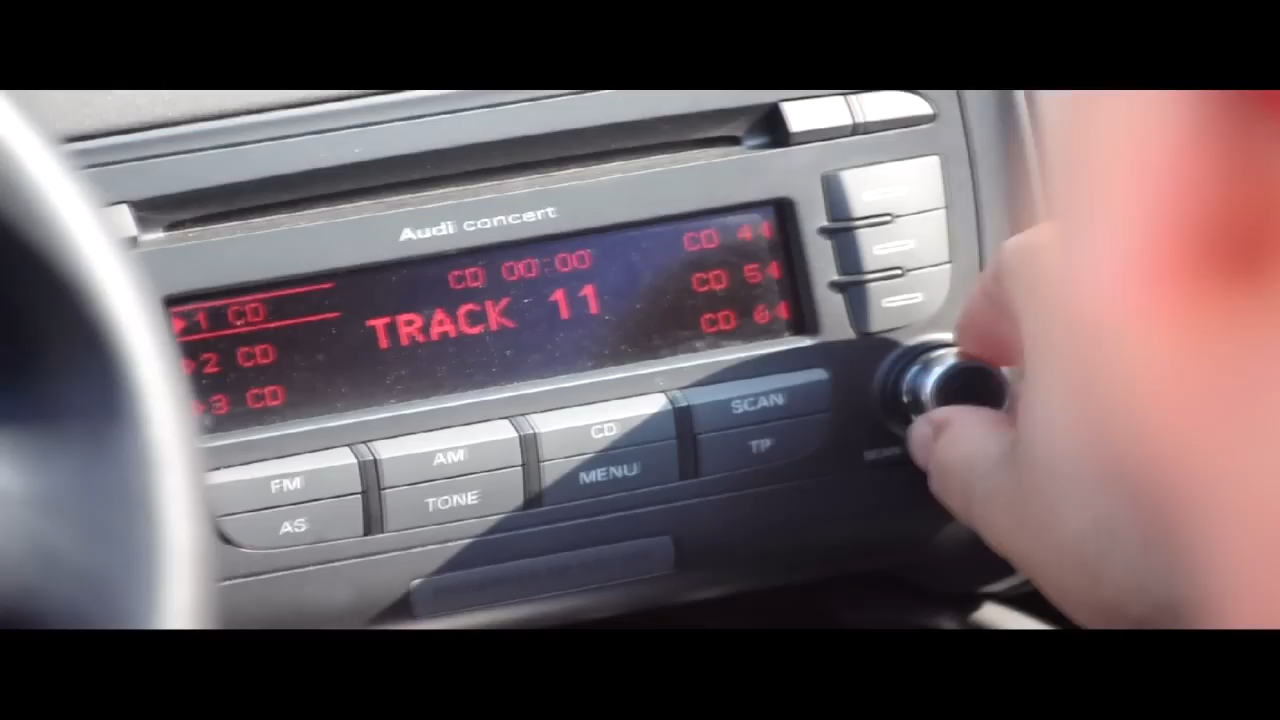 Audi concert
CD 00:00
CD 4
1 CD
TRACK 11
CD 5
2 CD
CD 6
3 CD
FM
AM
CD
SCAN
AS
TONE
MENU
TP